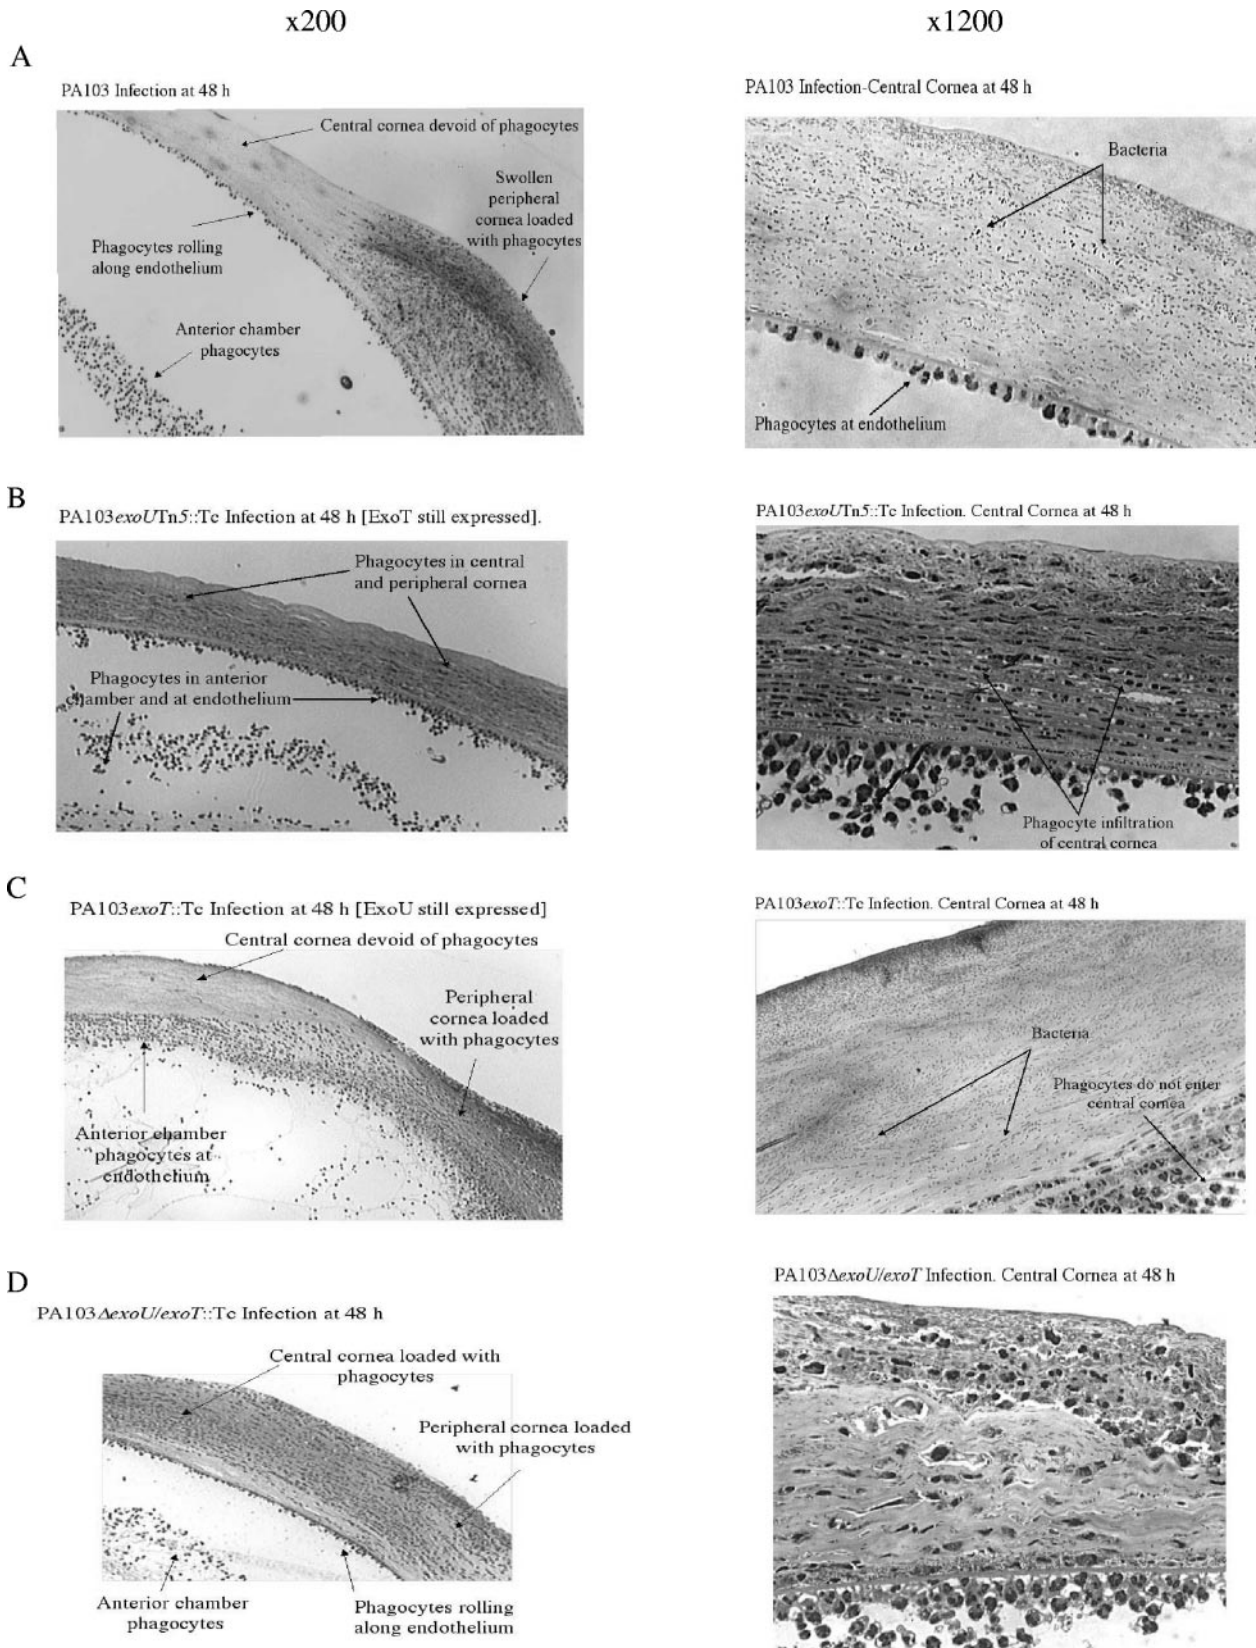 x200
x1200
A
PA103 Infection at 48 h
Central cornea devoid of phagocytes
Swollen
peripheral
cornea loaded
with phagocytes
Phagocytes rolling
along endothelium
Anterior chamber
phagocytes
PA103 Infection-Central Cornea at 48 h
Bacteria
Phagocytes at endothelium
B
PA103exoUTn5::Tc Infection at 48 h [ExoT still expressed].
Phagocytes in central
and peripheral cornea
Phagocytes in anterior
chamber and at endothelium
PA103exoUTn5::Tc Infection. Central Cornea at 48 h
Phagocyte infiltration
of central cornea
C
PA103exoT::Tc Infection at 48 h [ExoU still expressed]
Central cornea devoid of phagocytes
Peripheral
cornea loaded
with phagocytes
Anterior chamber
phagocytes at
endothelium
PA103exoT::Tc Infection. Central Cornea at 48 h
Bacteria
Phagocytes do not enter
central cornea
D
PA103ΔexoU/exoT::Tc Infection at 48 h
Central cornea loaded with
phagocytes
Peripheral cornea loaded
with phagocytes
Anterior chamber
phagocytes
Phagocytes rolling
along endothelium
PA103ΔexoU/exoT Infection. Central Cornea at 48 h